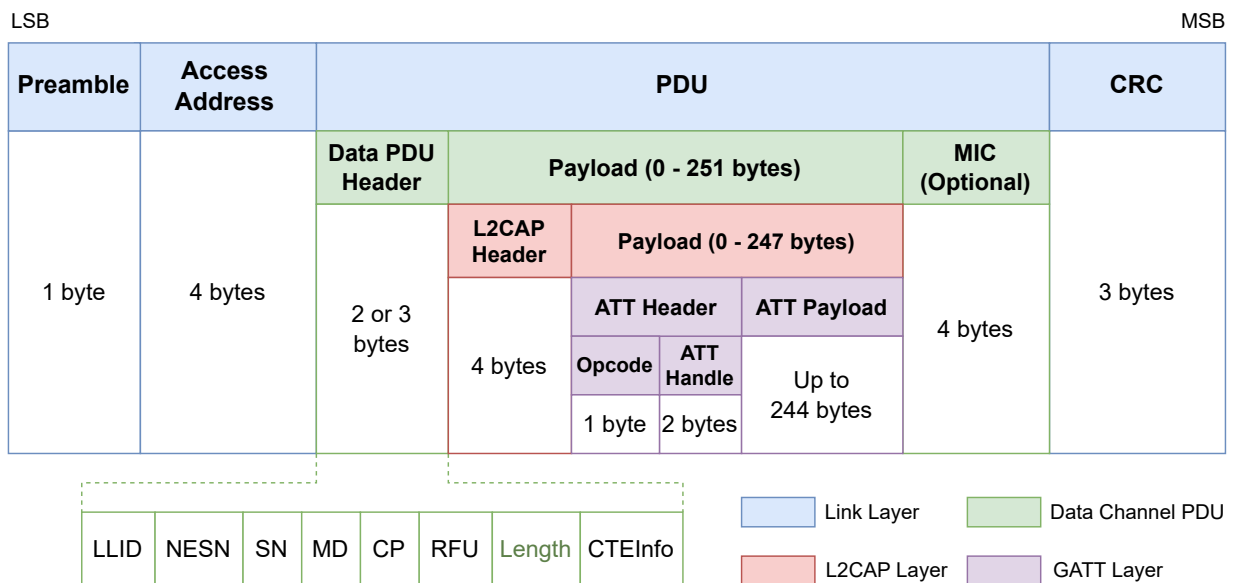 LSB
MSB
Preamble
Access
Address
PDU
CRC
Data PDU
Header
Payload (0 - 251 bytes)
MIC
(Optional)
L2CAP
Header
Payload (0 - 247 bytes)
1 byte
4 bytes
2 or 3
bytes
4 bytes
ATT Header
ATT Payload
Opcode
ATT
Handle
1 byte
2 bytes
Up to
244 bytes
4 bytes
3 bytes
LLID
NESN
SN
MD
CP
RFU
Length
CTEInfo
Link Layer
Data Channel PDU
L2CAP Layer
GATT Layer